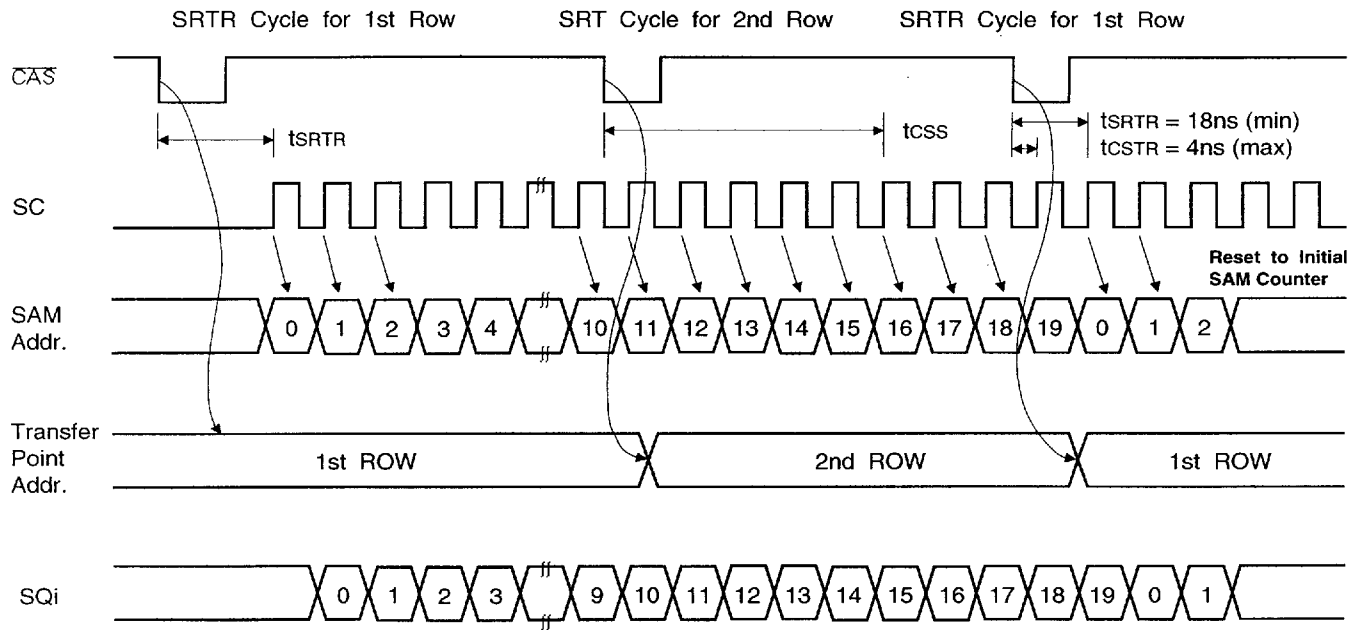 SRTR Cycle for 1st Row SRT Cycle for 2nd Row SRTR Cycle for 1st Row
CAS
tSRTR
tCSS
tSRTR = 18ns (min)
tCSTR = 4ns (max)
SC
Reset to Initial
SAM Counter
SAM
Addr.
0 1 2 3 4 10 11 12 13 14 15 16 17 18 19 0 1 2
Transfer
Point
Addr.
1st ROW 2nd ROW 1st ROW
SQi
0 1 2 3 9 10 11 12 13 14 15 16 17 18 19 0 1